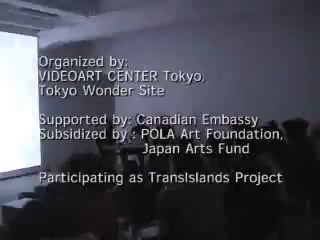 Organized by:
VIDEOART CENTER Tokyo,
Tokyo Wonder Site
Supported by: Canadian Embassy
Subsidized by : POLA Art Foundation,
Japan Arts Fund
Participating as TransIslands Project